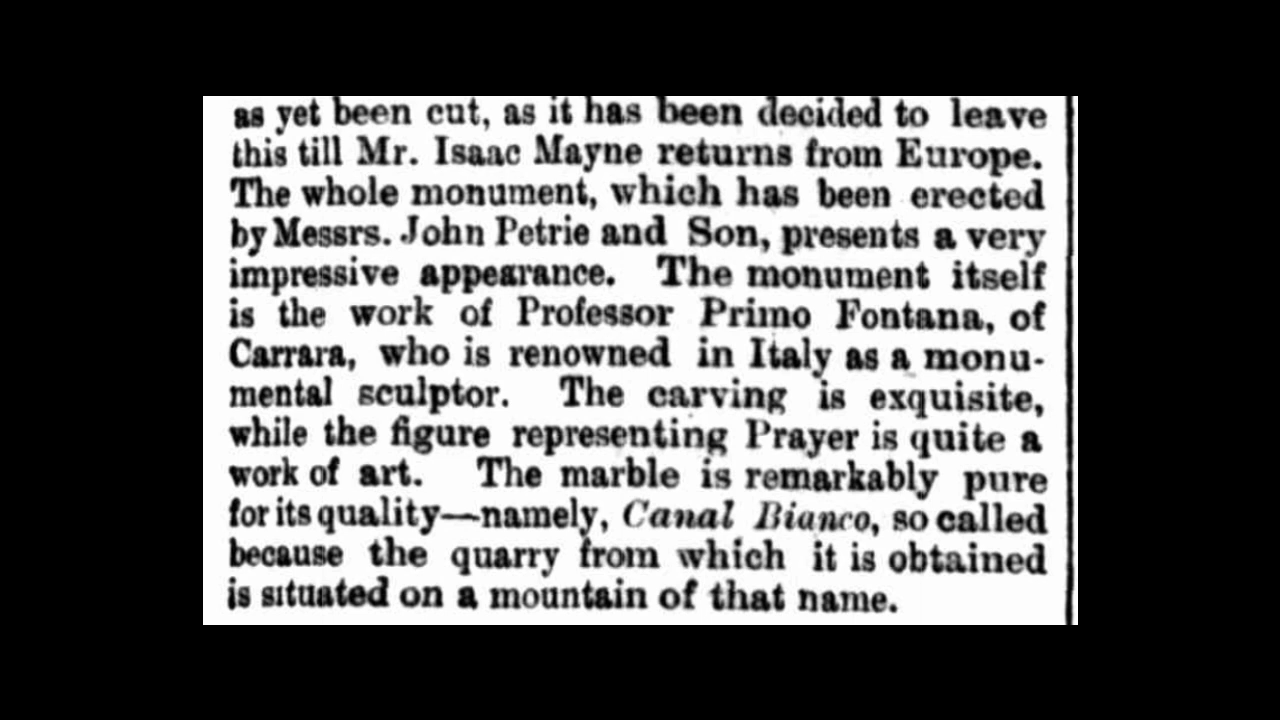 as yet been cut, as it has been decided to leave
this till Mr. Isaac Mayne returns from Europe.
The whole monument, which has been erected
by Messrs. John Petrie and Son, presents a very
impressive appearance. The monument itself
is the work of Professor Primo Fontana, of
Carrara, who is renowned in Italy as a monu-
mental sculptor. The carving is exquisite,
while the figure representing Prayer is quite a
work of art. The marble is remarkably pure
for its quality—namely, Canal Bianco, so called
because the quarry from which it is obtained
is situated on a mountain of that name.